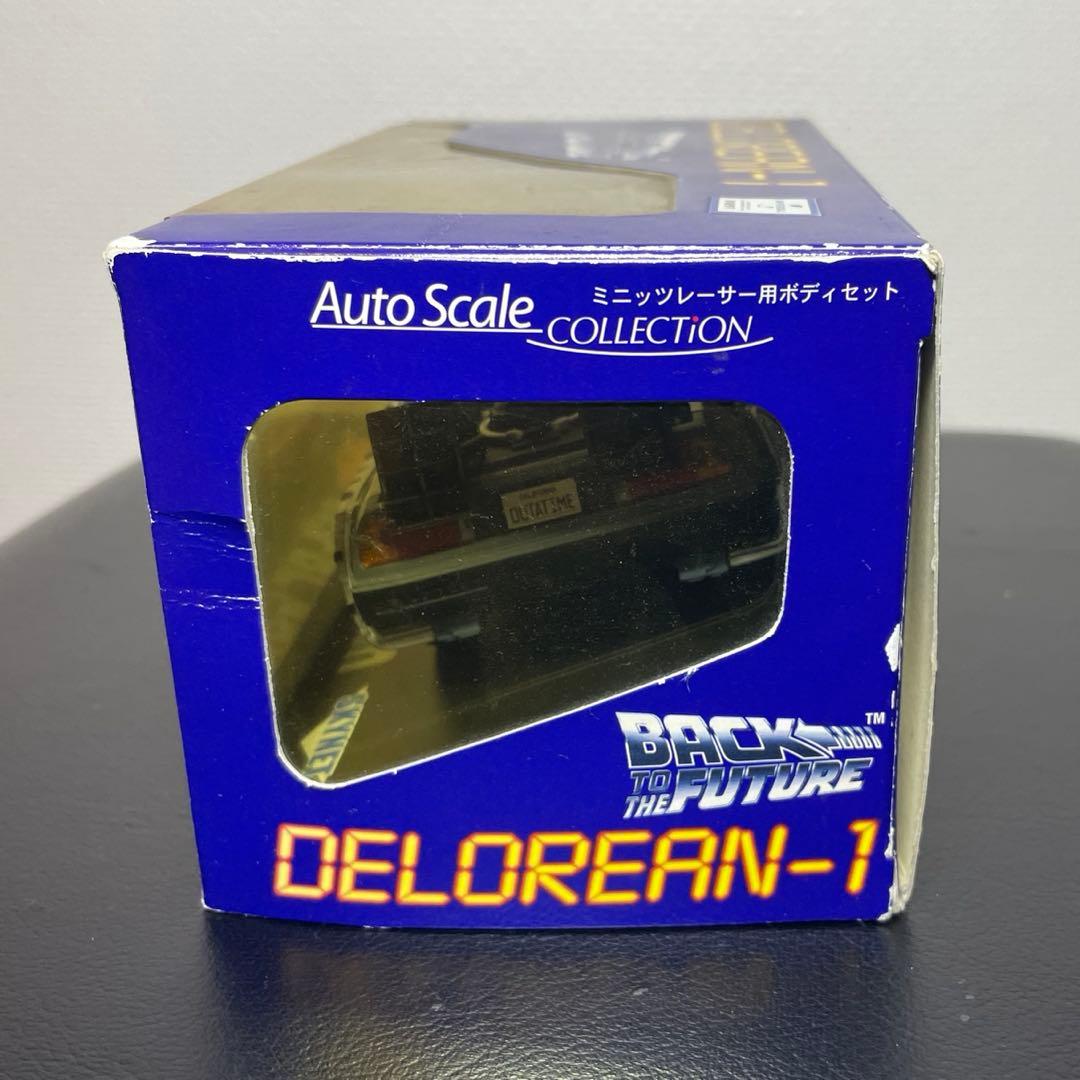 Auto Scale
COLLECTiON
ミニッツレーサー用ボディセット
OUTATIME
BACK
TO
THE FUTURE
TM
DELOREAN-1